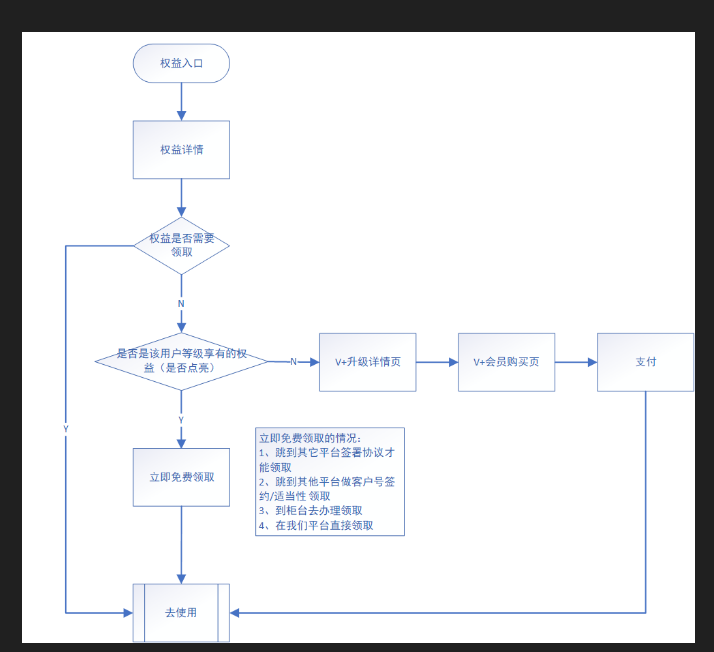 权益入口
权益详情
权益是否需要
领取
N
是否是该用户等级享有的权
益（是否点亮）
N
V+升级详情页
V+会员购买页
支付
Y
Y
立即免费领取的情况：
1、跳到其它平台签署协议才
能领取
2、跳到其他平台做客户号签
约/适当性 领取
3、到柜台去办理领取
4、在我们平台直接领取
立即免费领取
去使用